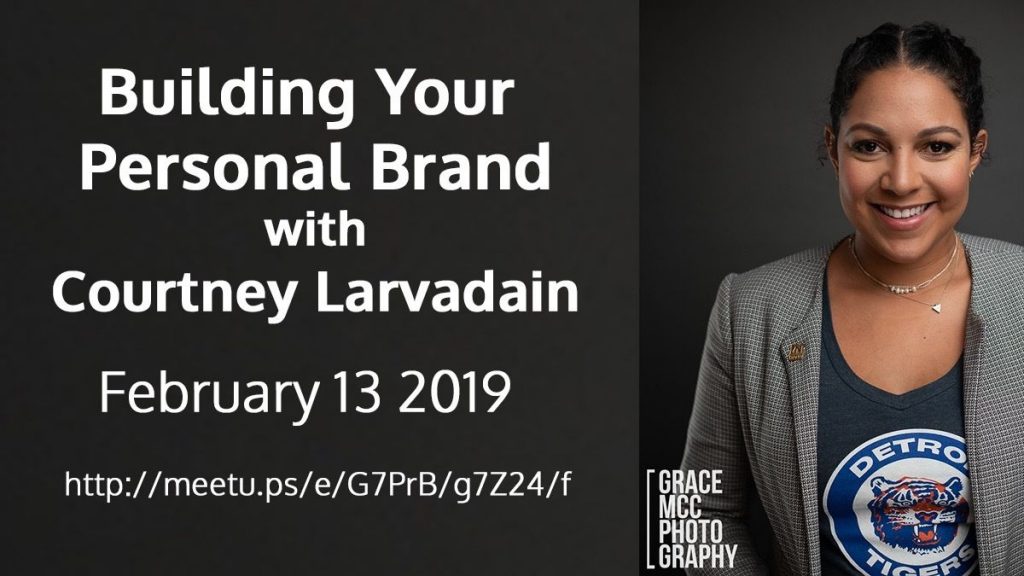 Building Your
Personal Brand
with
Courtney Larvadain
February 13 2019
http://meetu.ps/e/G7PrB/g7Z24/f
GRACE
MCC
PHOTO
GRAPHY
DETRO
TIGERS